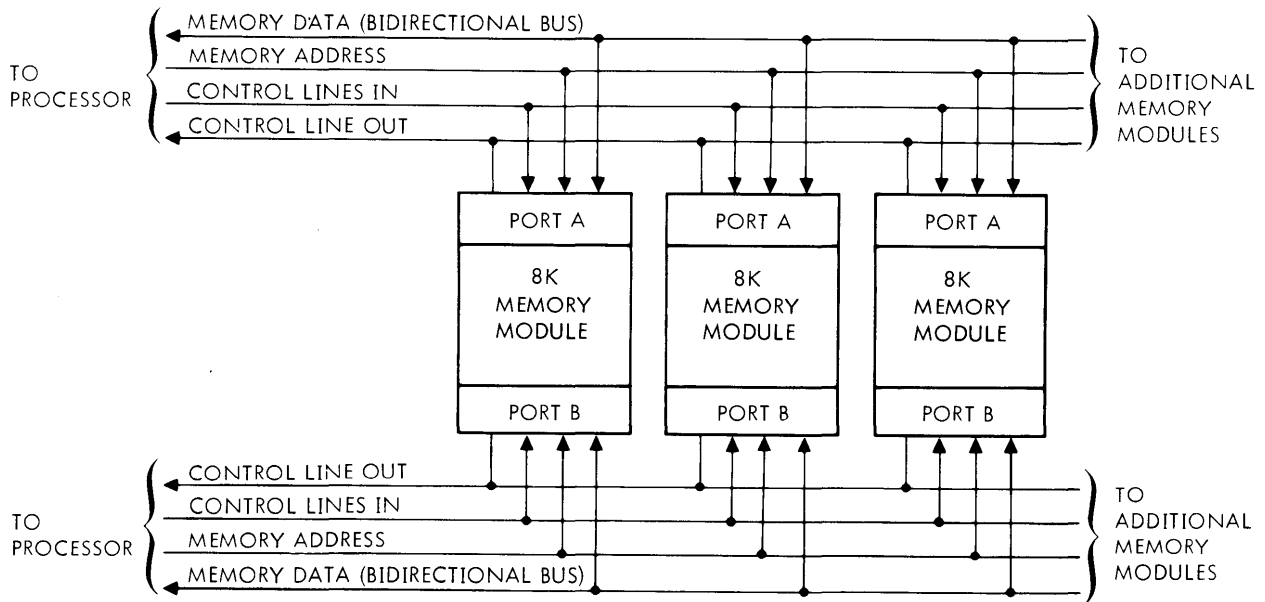 MEMORY DATA (BIDIRECTIONAL BUS)
MEMORY ADDRESS
CONTROL LINES IN
CONTROL LINE OUT
TO
PROCESSOR
TO
ADDITIONAL
MEMORY
MODULES
PORT A
8K
MEMORY
MODULE
PORT B
PORT A
8K
MEMORY
MODULE
PORT B
PORT A
8K
MEMORY
MODULE
PORT B
CONTROL LINE OUT
CONTROL LINES IN
MEMORY ADDRESS
MEMORY DATA (BIDIRECTIONAL BUS)
TO
PROCESSOR
TO
ADDITIONAL
MEMORY
MODULES